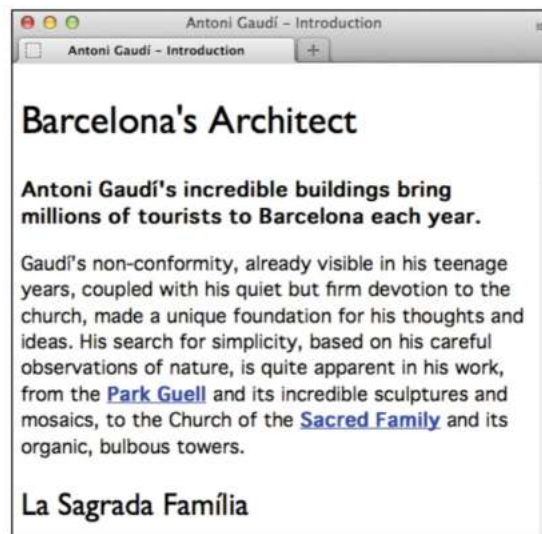 Antoni Gaudí – Introduction
Antoni Gaudí – Introduction
Barcelona's Architect
Antoni Gaudí's incredible buildings bring
millions of tourists to Barcelona each year.
Gaudí's non-conformity, already visible in his teenage
years, coupled with his quiet but firm devotion to the
church, made a unique foundation for his thoughts and
ideas. His search for simplicity, based on his careful
observations of nature, is quite apparent in his work,
from the Park Guell and its incredible sculptures and
mosaics, to the Church of the Sacred Family and its
organic, bulbous towers.
La Sagrada Família